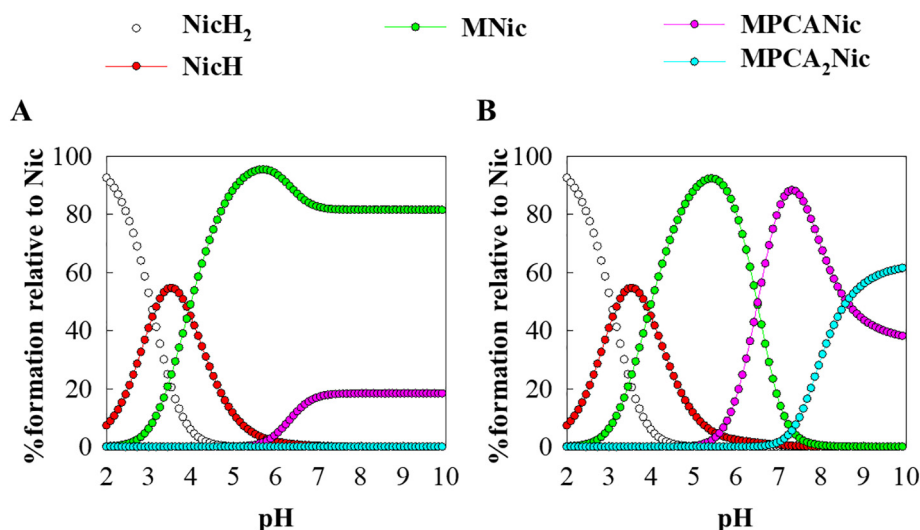 NicH₂ MNic MPCANic
NicH MPCA₂Nic
A B
%formation relative to Nic
100
80
60
40
20
0
2 3 4 5 6 7 8 9 10
pH
%formation relative to Nic
100
80
60
40
20
0
2 3 4 5 6 7 8 9 10
pH